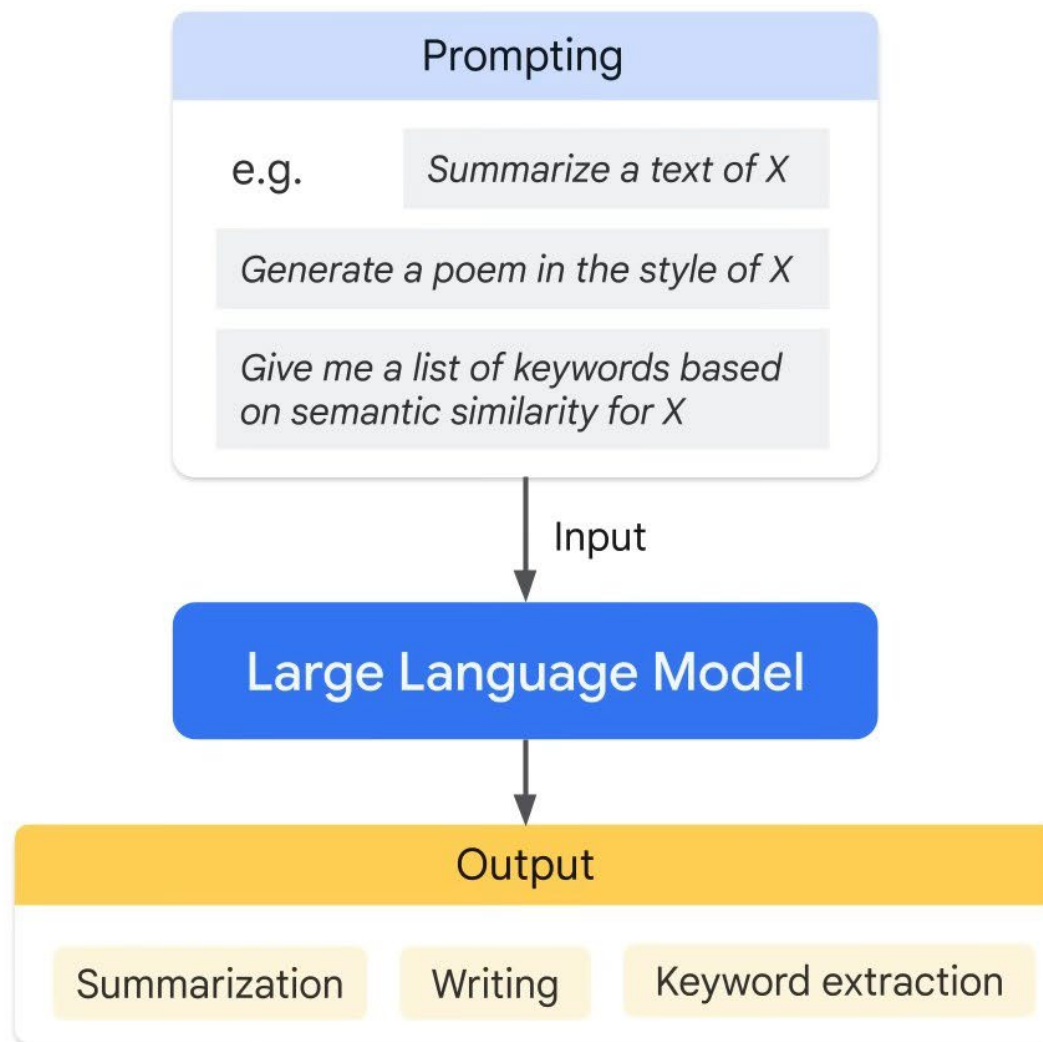 Prompting
e.g.
Summarize a text of X
Generate a poem in the style of X
Give me a list of keywords based
on semantic similarity for X
Input
Large Language Model
Output
Summarization
Writing
Keyword extraction